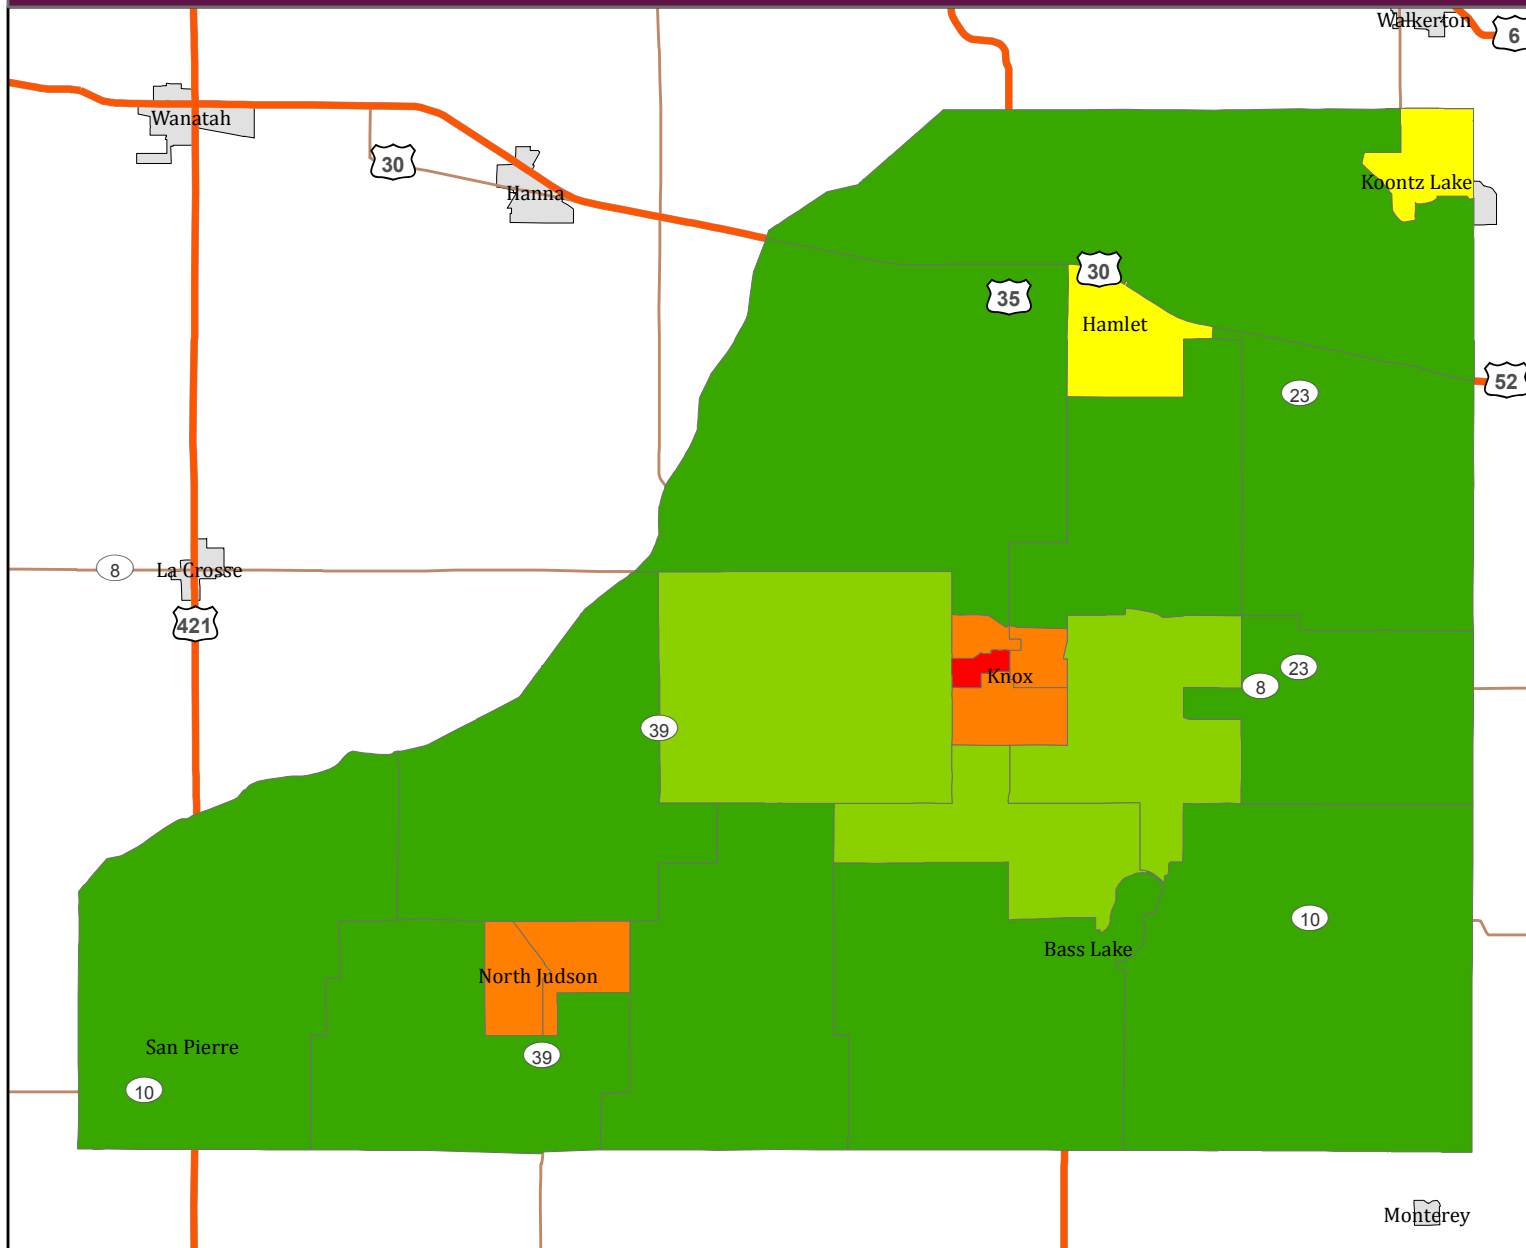 Walkerton
6
Wanatah
30
Hanna
Koontz Lake
30
35
Hamlet
52
23
8
La Crosse
421
23
Knox
8
39
10
Bass Lake
North Judson
San Pierre
39
10
Monterey